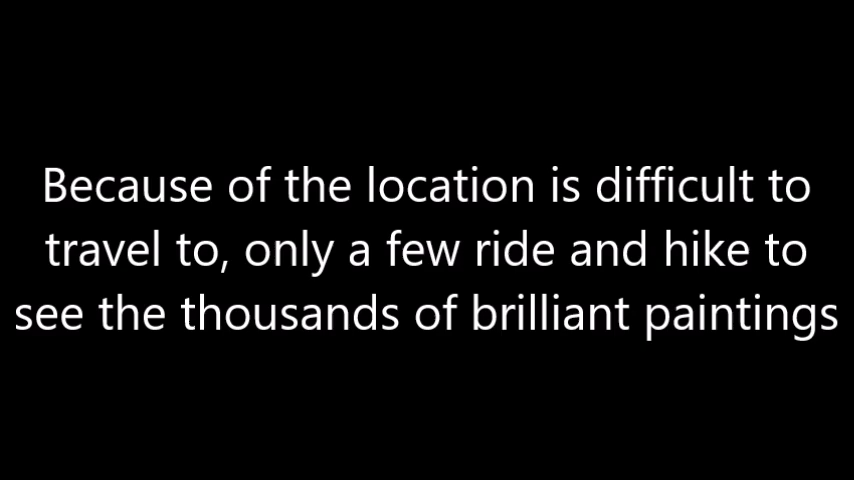 Because of the location is difficult to
travel to, only a few ride and hike to
see the thousands of brilliant paintings